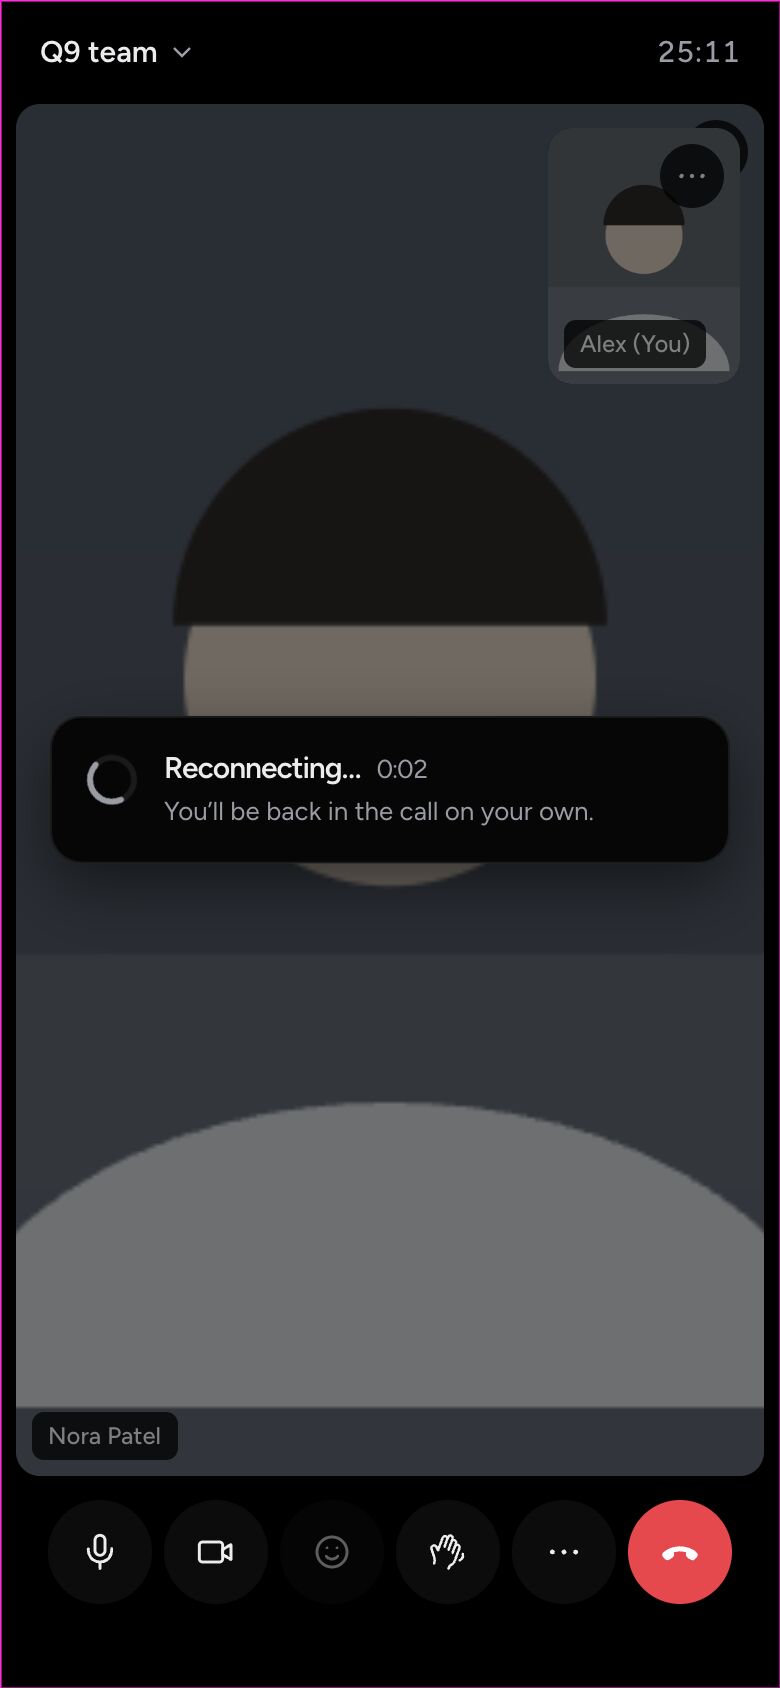 Q9 team
25:11
Alex (You)
Reconnecting... 0:02
You’ll be back in the call on your own.
Nora Patel